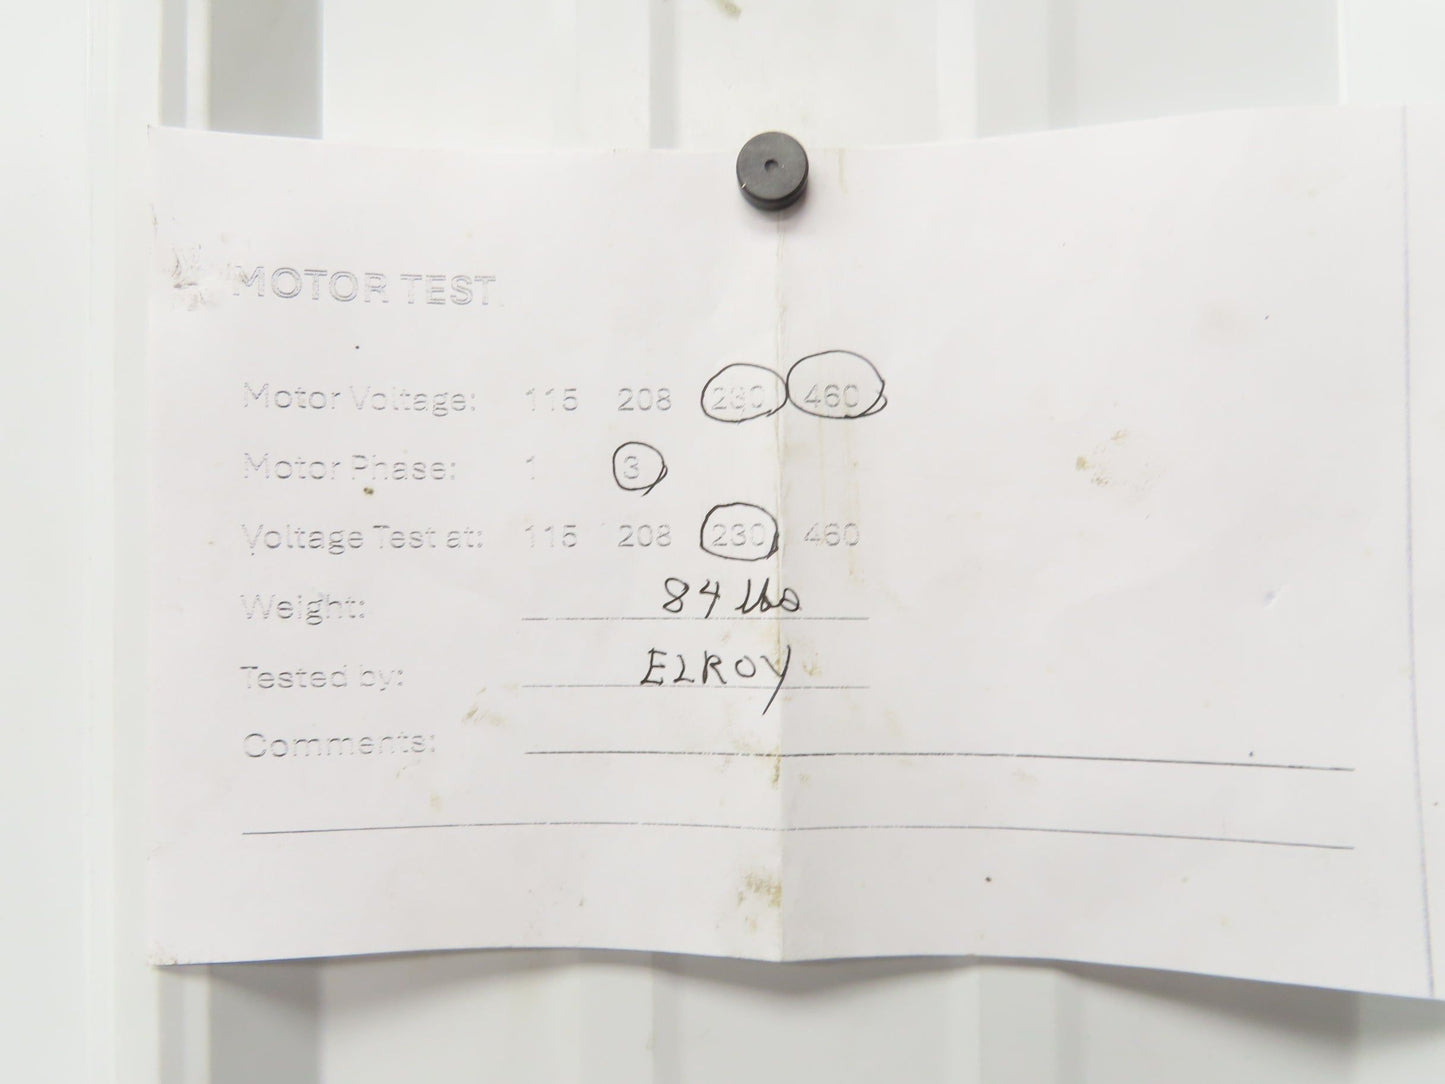 MOTOR TEST
Motor Voltage: 115 208 230 460
Motor Phase: 1 3
Voltage Test at: 115 208 230 460
Weight: 84 lbs
Tested by: ELROY
Comments: